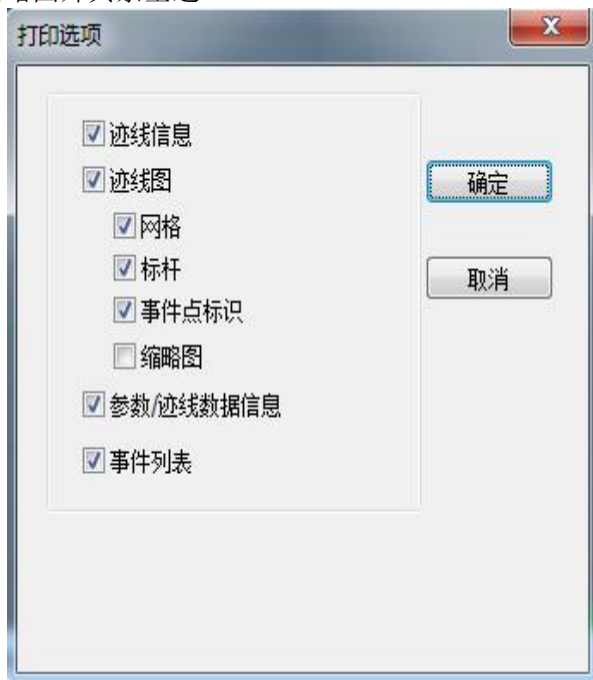 打印选项
迹线信息
迹线图
网格
标杆
事件点标识
缩略图
参数/迹线数据信息
事件列表
确定
取消